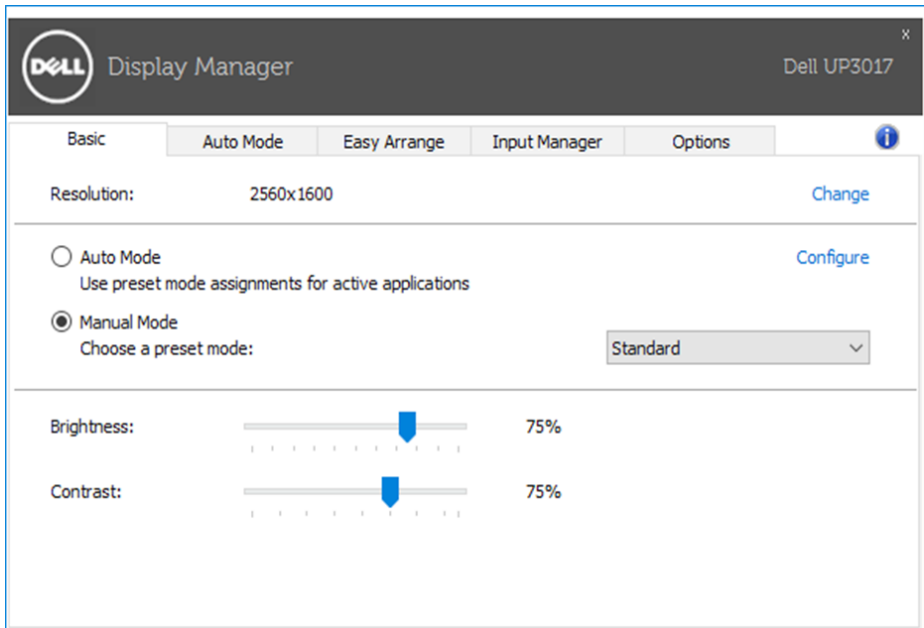 x
DELL Display Manager Dell UP3017
Basic Auto Mode Easy Arrange Input Manager Options i
Resolution: 2560x1600 Change
Auto Mode Configure
Use preset mode assignments for active applications
Manual Mode
Choose a preset mode: Standard
Brightness: 75%
Contrast: 75%